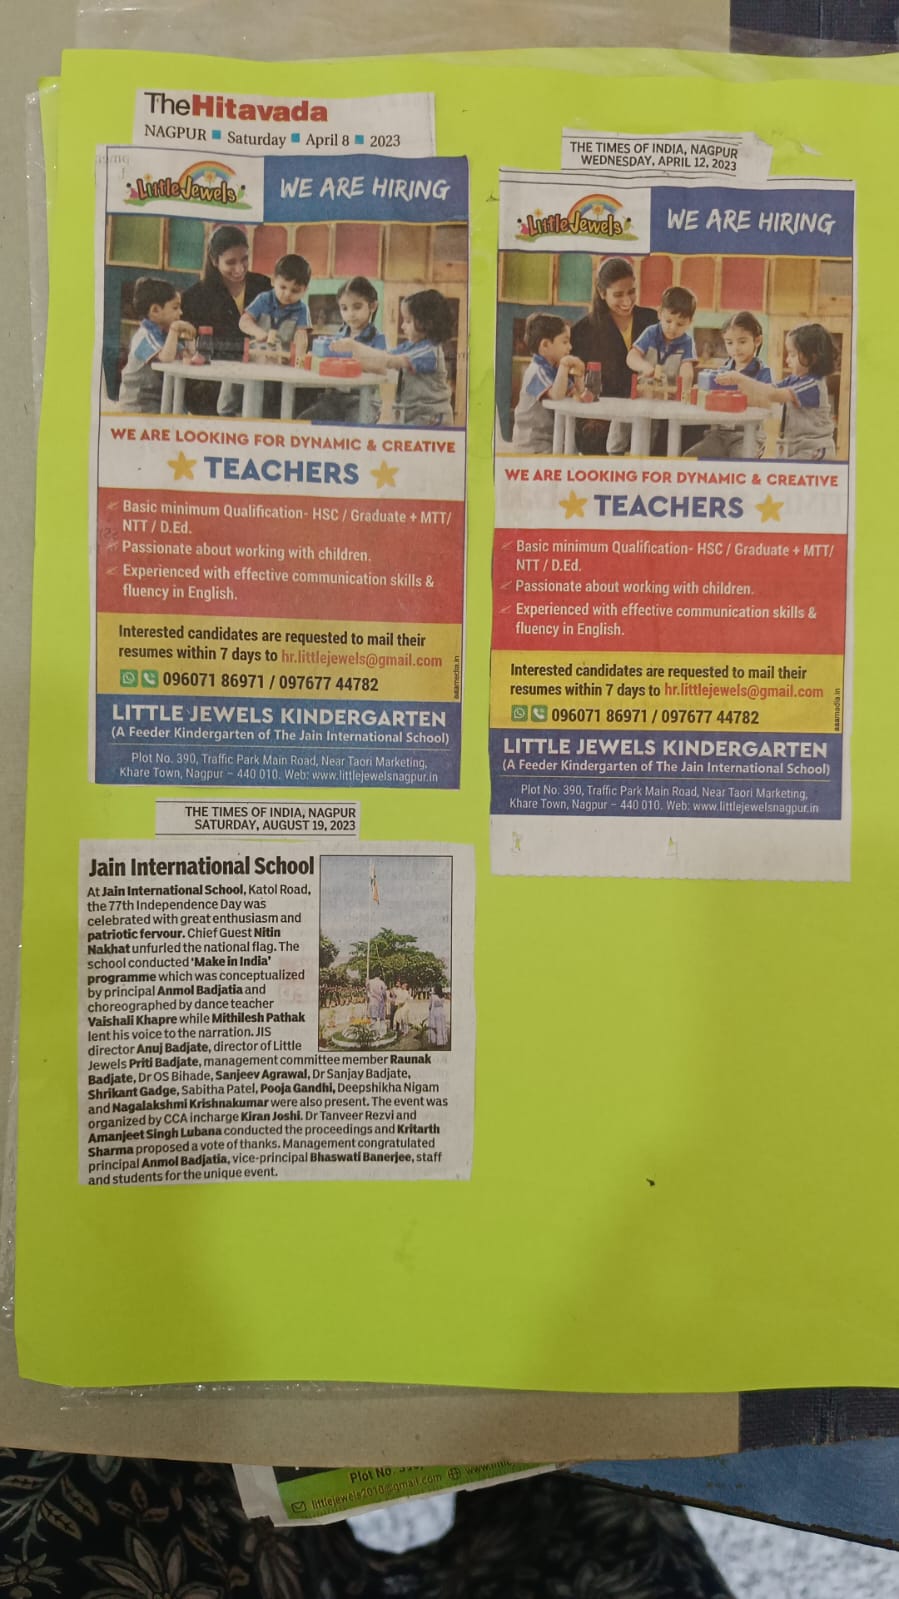 TheHitavada
NAGPUR ■ Saturday ■ April 8 ■ 2023
Little Jewels
WE ARE HIRING
WE ARE LOOKING FOR DYNAMIC & CREATIVE
TEACHERS
Basic minimum Qualification- HSC / Graduate + MTT/
NTT / D.Ed.
Passionate about working with children.
Experienced with effective communication skills &
fluency in English.
Interested candidates are requested to mail their
resumes within 7 days to hr.littlejewels@gmail.com
096071 86971 / 097677 44782
aaamedia.in
LITTLE JEWELS KINDERGARTEN
(A Feeder Kindergarten of The Jain International School)
Plot No. 390, Traffic Park Main Road, Near Taori Marketing,
Khare Town, Nagpur – 440 010. Web: www.littlejewelsnagpur.in
THE TIMES OF INDIA, NAGPUR
WEDNESDAY, APRIL 12, 2023
Little Jewels
WE ARE HIRING
WE ARE LOOKING FOR DYNAMIC & CREATIVE
TEACHERS
Basic minimum Qualification- HSC / Graduate + MTT/
NTT / D.Ed.
Passionate about working with children.
Experienced with effective communication skills &
fluency in English.
Interested candidates are requested to mail their
resumes within 7 days to hr.littlejewels@gmail.com
096071 86971 / 097677 44782
aaamedia.in
LITTLE JEWELS KINDERGARTEN
(A Feeder Kindergarten of The Jain International School)
Plot No. 390, Traffic Park Main Road, Near Taori Marketing,
Khare Town, Nagpur – 440 010. Web: www.littlejewelsnagpur.in
THE TIMES OF INDIA, NAGPUR
SATURDAY, AUGUST 19, 2023
Jain International School
At Jain International School, Katol Road,
the 77th Independence Day was
celebrated with great enthusiasm and
patriotic fervour. Chief Guest Nitin
Nakhat unfurled the national flag. The
school conducted 'Make in India'
programme which was conceptualized
by principal Anmol Badjatia and
choreographed by dance teacher
Vaishali Khapre while Mithilesh Pathak
lent his voice to the narration. JIS
director Anuj Badjate, director of Little
Jewels Priti Badjate, management committee member Raunak
Badjate, Dr OS Bihade, Sanjeev Agrawal, Dr Sanjay Badjate,
Shrikant Gadge, Sabitha Patel, Pooja Gandhi, Deepshikha Nigam
and Nagalakshmi Krishnakumar were also present. The event was
organized by CCA incharge Kiran Joshi. Dr Tanveer Rezvi and
Amanjeet Singh Lubana conducted the proceedings and Kritarth
Sharma proposed a vote of thanks. Management congratulated
principal Anmol Badjatia, vice-principal Bhaswati Banerjee, staff
and students for the unique event.
Plot No.
littlejewels2010@gmail.com